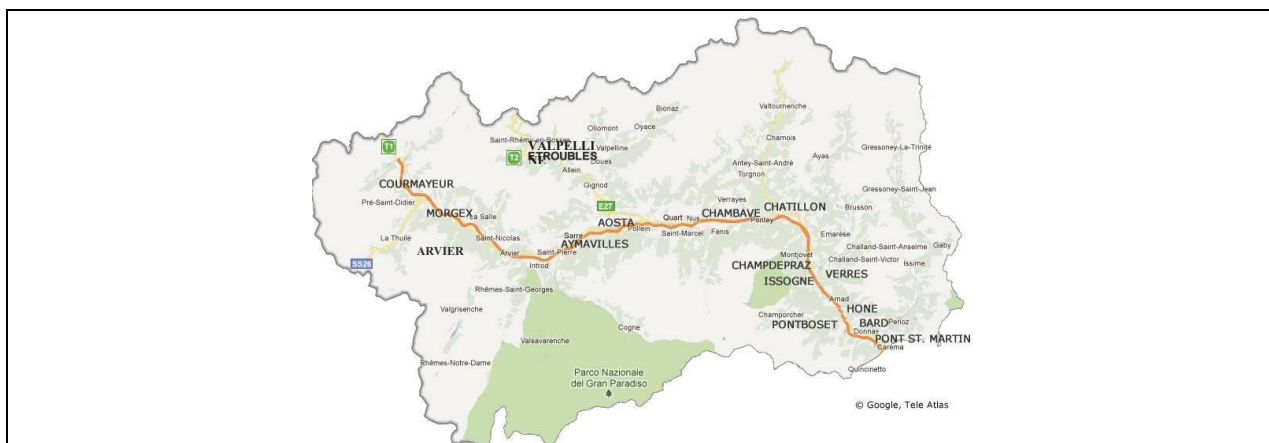 Valtournenche
Bionaz
Ollomont
Oyace
Saint-Rhémy-en-Bosses
VALPELLI
NE
Valpelline
Chamois
T1
T2
ETROUBLES
Doues
Allein
Gignod
Antey-Saint-André
Torgnon
Ayas
Gressoney-La-Trinité
COURMAYEUR
Pré-Saint-Didier
MORGEX
La Salle
E27
AOSTA
Pollein
Quart
Nus
CHAMBAVE
Verrayes
CHATILLON
Pontey
Brusson
Gressoney-Saint-Jean
La Thuile
Saint-Nicolas
Sarre
AYMAVILLES
Saint-Pierre
Saint-Marcel
Fénis
Emarèse
ARVIER
Arvier
Introd
Montjovet
Challand-Saint-Anselme
Gaby
SS26
CHAMPDEPRAZ
VERRES
Challand-Saint-Victor
Issime
ISSOGNE
Rhêmes-Saint-Georges
Arnad
HONE
Valgrisenche
Champorcher
PONTBOSET
BARD
Perloz
Donnas
Cogne
Valsavarenche
PONT ST. MARTIN
Carema
Rhêmes-Notre-Dame
Quincinetto
Parco Nazionale
del Gran Paradiso
© Google, Tele Atlas